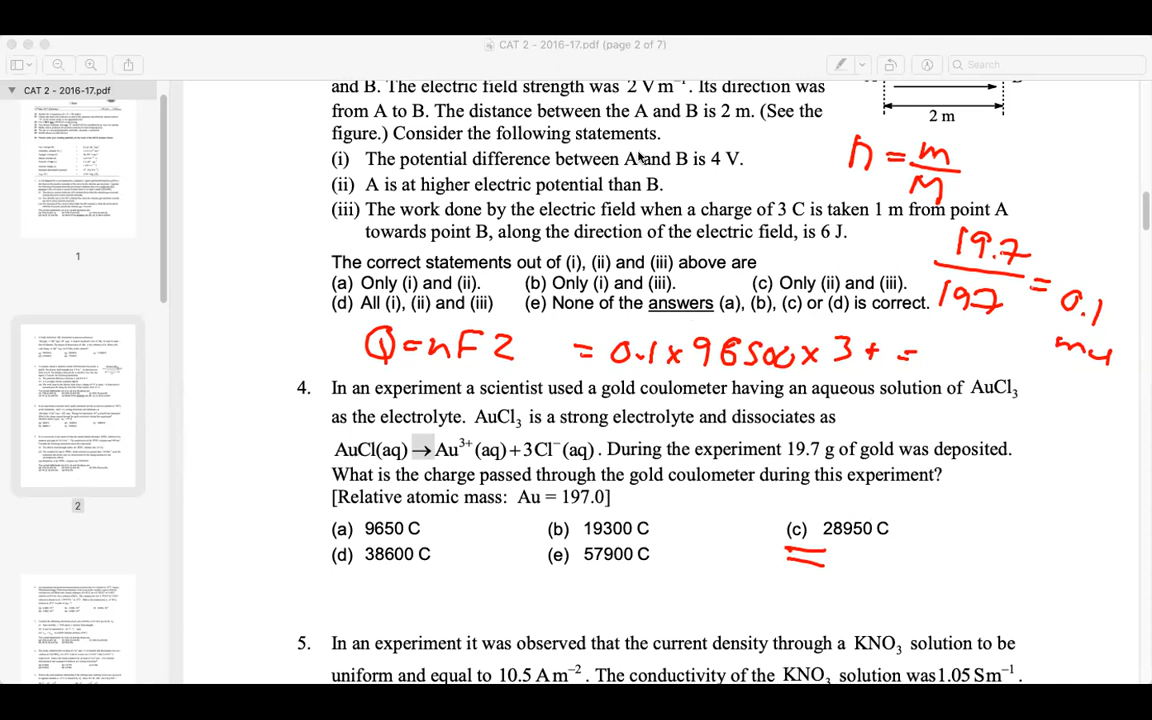 CAT 2 - 2016-17.pdf (page 2 of 7)
Search
CAT 2 - 2016-17.pdf
1
2
and B. The electric field strength was 2 V m⁻¹. Its direction was
from A to B. The distance between the A and B is 2 m. (See the
figure.) Consider the following statements.
(i) The potential difference between A and B is 4 V.
(ii) A is at higher electric potential than B.
(iii) The work done by the electric field when a charge of 3 C is taken 1 m from point A
towards point B, along the direction of the electric field, is 6 J.
The correct statements out of (i), (ii) and (iii) above are
(a) Only (i) and (ii). (b) Only (i) and (iii). (c) Only (ii) and (iii).
(d) All (i), (ii) and (iii) (e) None of the answers (a), (b), (c) or (d) is correct.
2 m
n = m/M
19.7/197 = 0.1
Q = nFZ = 0.1 x 96500 x 3 + =
4. In an experiment a scientist used a gold coulometer having an aqueous solution of AuCl₃
as the electrolyte. AuCl₃ is a strong electrolyte and dissociates as
AuCl(aq) → Au³⁺(aq)+3Cl⁻(aq). During the experiment 19.7 g of gold was deposited.
What is the charge passed through the gold coulometer during this experiment?
[Relative atomic mass: Au = 197.0]
(a) 9650 C (b) 19300 C (c) 28950 C
(d) 38600 C (e) 57900 C
5. In an experiment it was observed that the current density through a KNO₃ solution to be
uniform and equal to 10.5 A m⁻². The conductivity of the KNO₃ solution was 1.05 S m⁻¹.